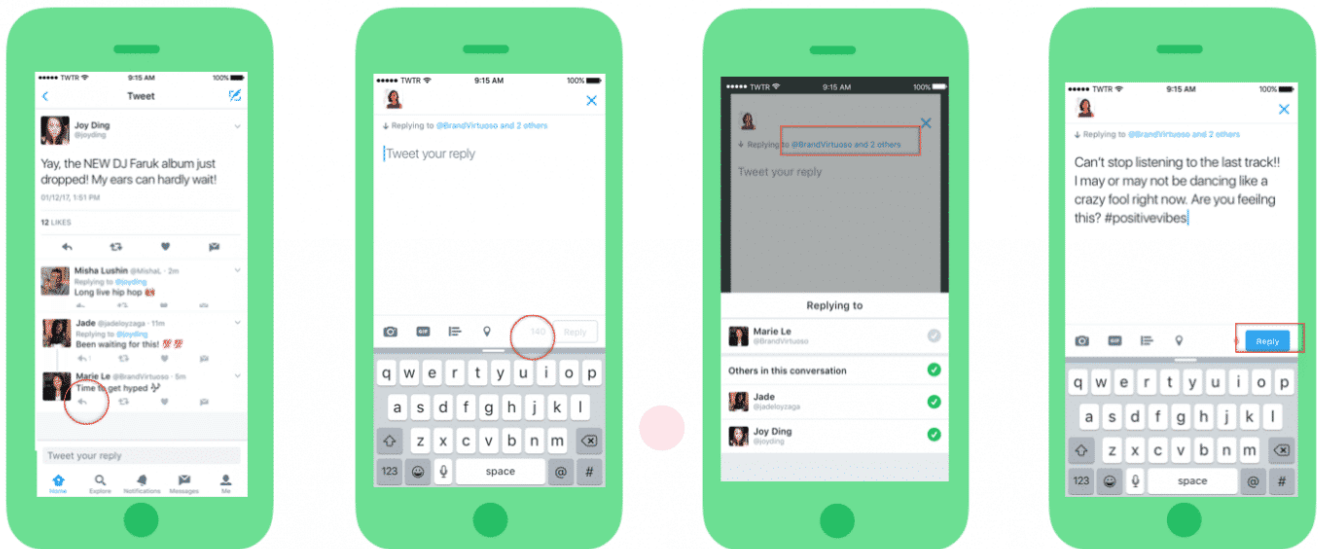 TWTR 9:15 AM 100%
Tweet
Joy Ding
@joyding
Yay, the NEW DJ Faruk album just
dropped! My ears can hardly wait!
01/12/17, 1:51 PM
12 LIKES
Misha Lushin @MishaL · 2m
Replying to @joyding
Long live hip hop
Jade @jadeloyzaga · 11m
Replying to @joyding
Been waiting for this! 💯 💯
1
Marie Le @BrandVirtuoso · 5m
Time to get hyped
Tweet your reply
Home Explore Notifications Messages Me
TWTR 9:15 AM 100%
Replying to @BrandVirtuoso and 2 others
Tweet your reply
GIF 140 Reply
q w e r t y u i o p
a s d f g h j k l
z x c v b n m
123 space @ #
TWTR 9:15 AM 100%
Replying to @BrandVirtuoso and 2 others
Tweet your reply
Replying to
Marie Le
@BrandVirtuoso
Others in this conversation
Jade
@jadeloyzaga
Joy Ding
@joyding
TWTR 9:15 AM 100%
Replying to @BrandVirtuoso and 2 others
Can't stop listening to the last track!!
I may or may not be dancing like a
crazy fool right now. Are you feeilng
this? #positivevibes
GIF Reply
q w e r t y u i o p
a s d f g h j k l
z x c v b n m
123 space @ #